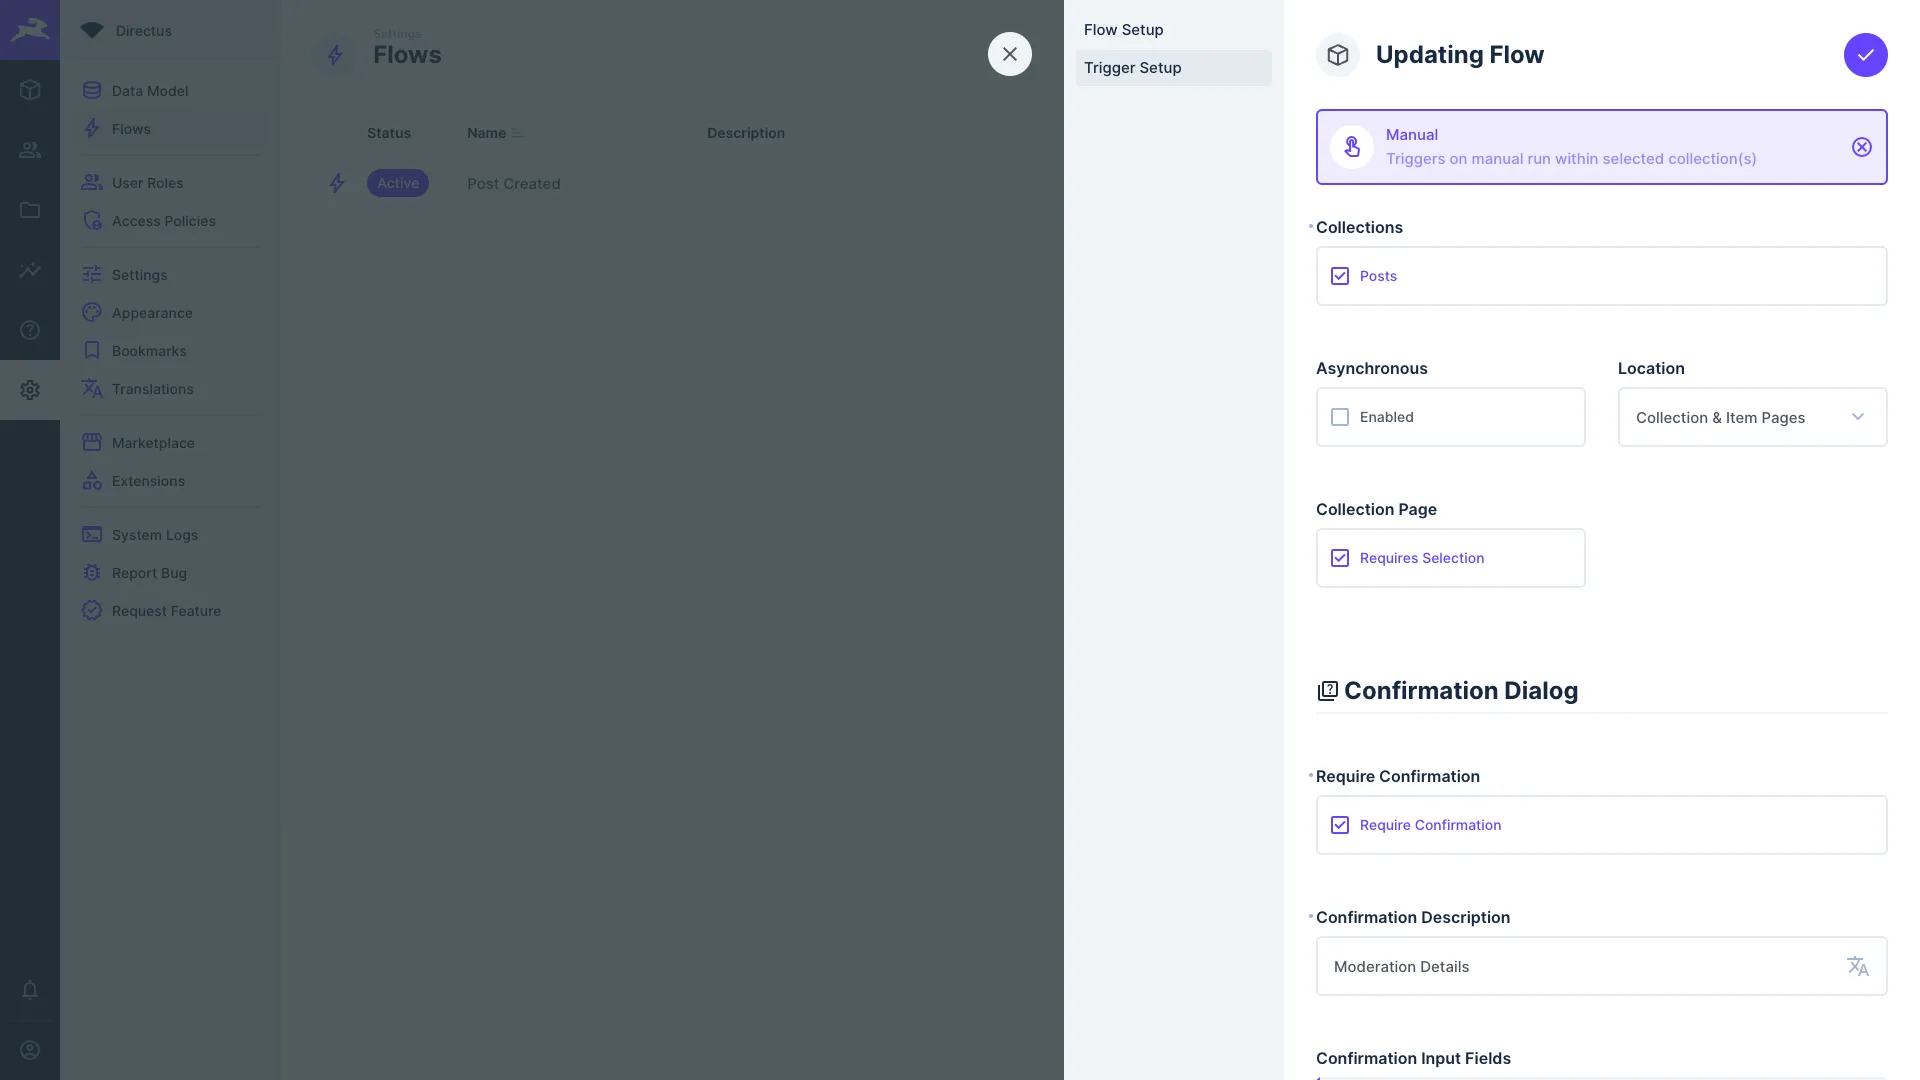 Directus
Data Model
Flows
User Roles
Access Policies
Settings
Appearance
Bookmarks
Translations
Marketplace
Extensions
System Logs
Report Bug
Request Feature
Settings
Flows
Status Name Description
Active Post Created
Flow Setup
Trigger Setup
Updating Flow
Manual
Triggers on manual run within selected collection(s)
Collections
Posts
Asynchronous Location
Enabled Collection & Item Pages
Collection Page
Requires Selection
Confirmation Dialog
Require Confirmation
Require Confirmation
Confirmation Description
Moderation Details
Confirmation Input Fields